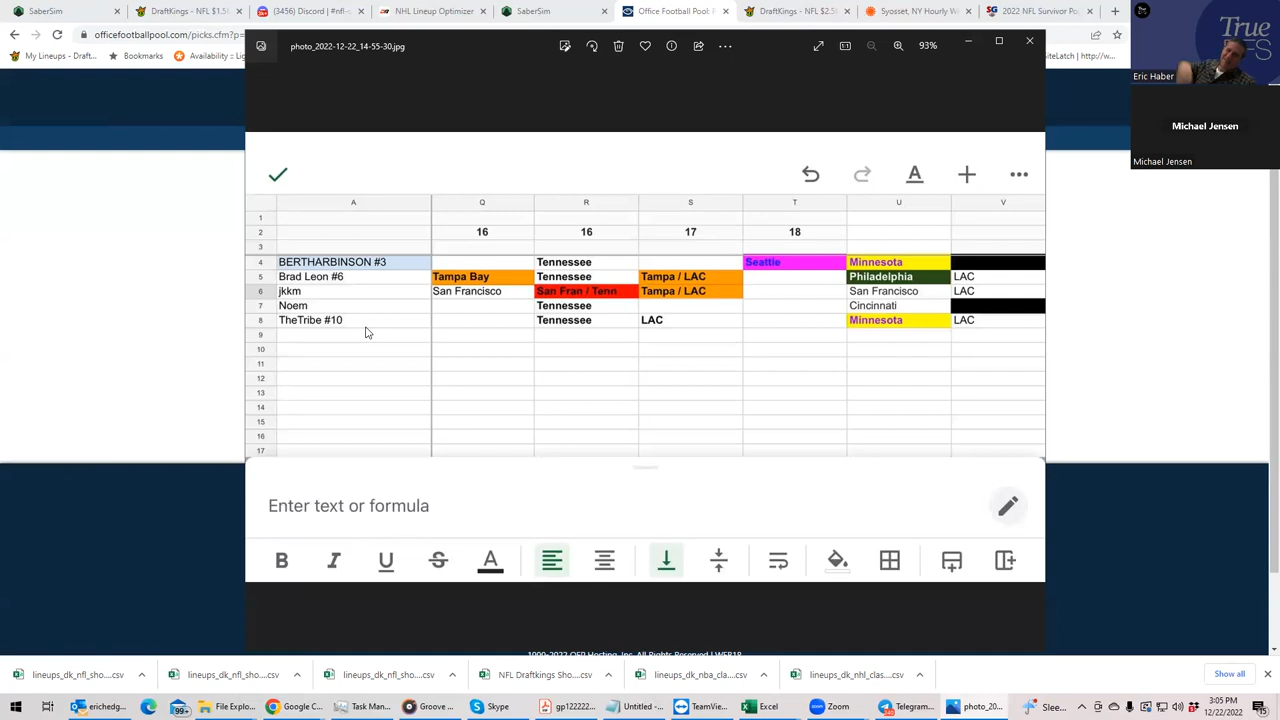 SaberSim
DraftKings - NFL $1.5
(3456) Discord | #nfl-
NHL Lineup Optimizer
SaberSim
Office Football Pool: P
DraftKings - NFL $2.5
Syosset, NY Hourly W
2022 NFL Survivor Po
officefootballpool.com/picks.cfm?p=
My Lineups - Draft...
Bookmarks
Availability :: Lig
photo_2022-12-22_14-55-30.jpg
93%
True
Eric Haber
Michael Jensen
Michael Jensen
A Q R S T U V
1
2 16 16 17 18
3
4 BERTHARBINSON #3 Tennessee Seattle Minnesota
5 Brad Leon #6 Tampa Bay Tennessee Tampa / LAC Philadelphia LAC
6 jkkm San Francisco San Fran / Tenn Tampa / LAC San Francisco LAC
7 Noem Tennessee Cincinnati
8 TheTribe #10 Tennessee LAC Minnesota LAC
9
10
11
12
13
14
15
16
17
Enter text or formula
B I U S A
lineups_dk_nfl_sho....csv
lineups_dk_nfl_sho....csv
lineups_dk_nfl_sho....csv
NFL Draftkings Sho....csv
lineups_dk_nba_cla....csv
lineups_dk_nhl_clas....csv
Show all
erichedg...
99+
File Explo...
Google C...
Task Man...
Groove ...
Skype
gp122222...
Untitled - ...
TeamVie...
Excel
Zoom
Telegram...
photo_20...
Slee...
3:05 PM
12/22/2022
15